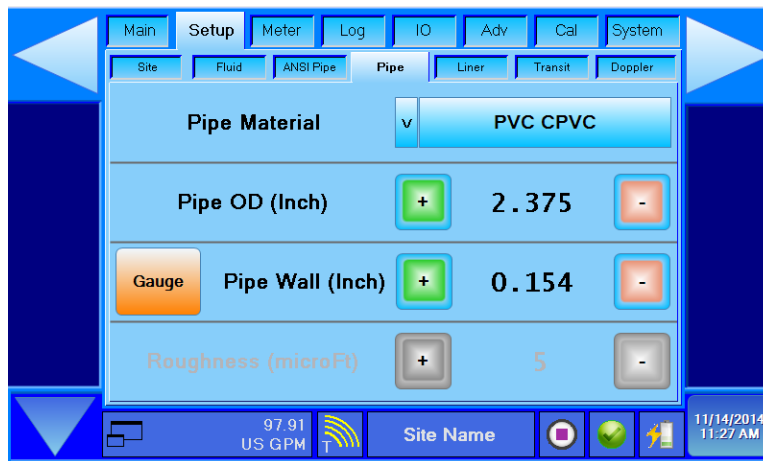 Main Setup Meter Log IO Adv Cal System
Site Fluid ANSI Pipe Pipe Liner Transit Doppler
Pipe Material v PVC CPVC
Pipe OD (Inch) + 2.375 -
Gauge Pipe Wall (Inch) + 0.154 -
Roughness (microFt) + 5 -
97.91
US GPM T Site Name
11/14/2014
11:27 AM